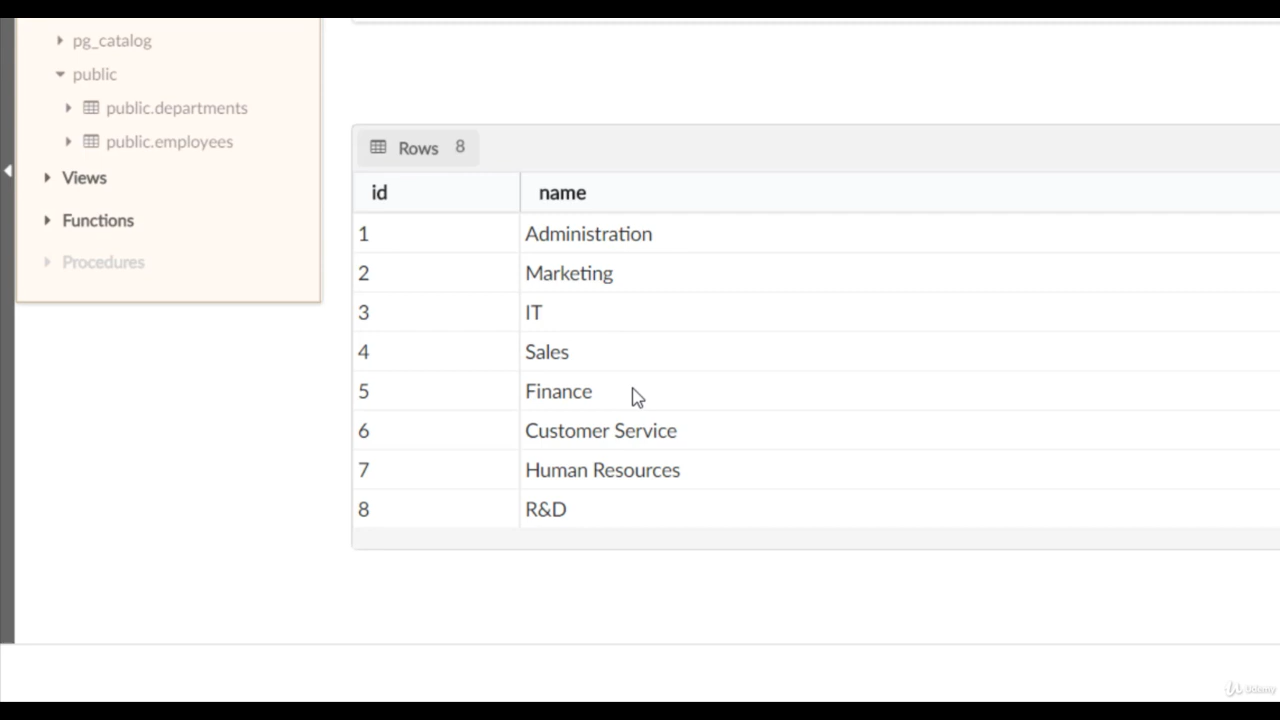 pg_catalog
public
public.departments
public.employees
Views
Functions
Procedures
Rows 8
id name
1 Administration
2 Marketing
3 IT
4 Sales
5 Finance
6 Customer Service
7 Human Resources
8 R&D
Udemy